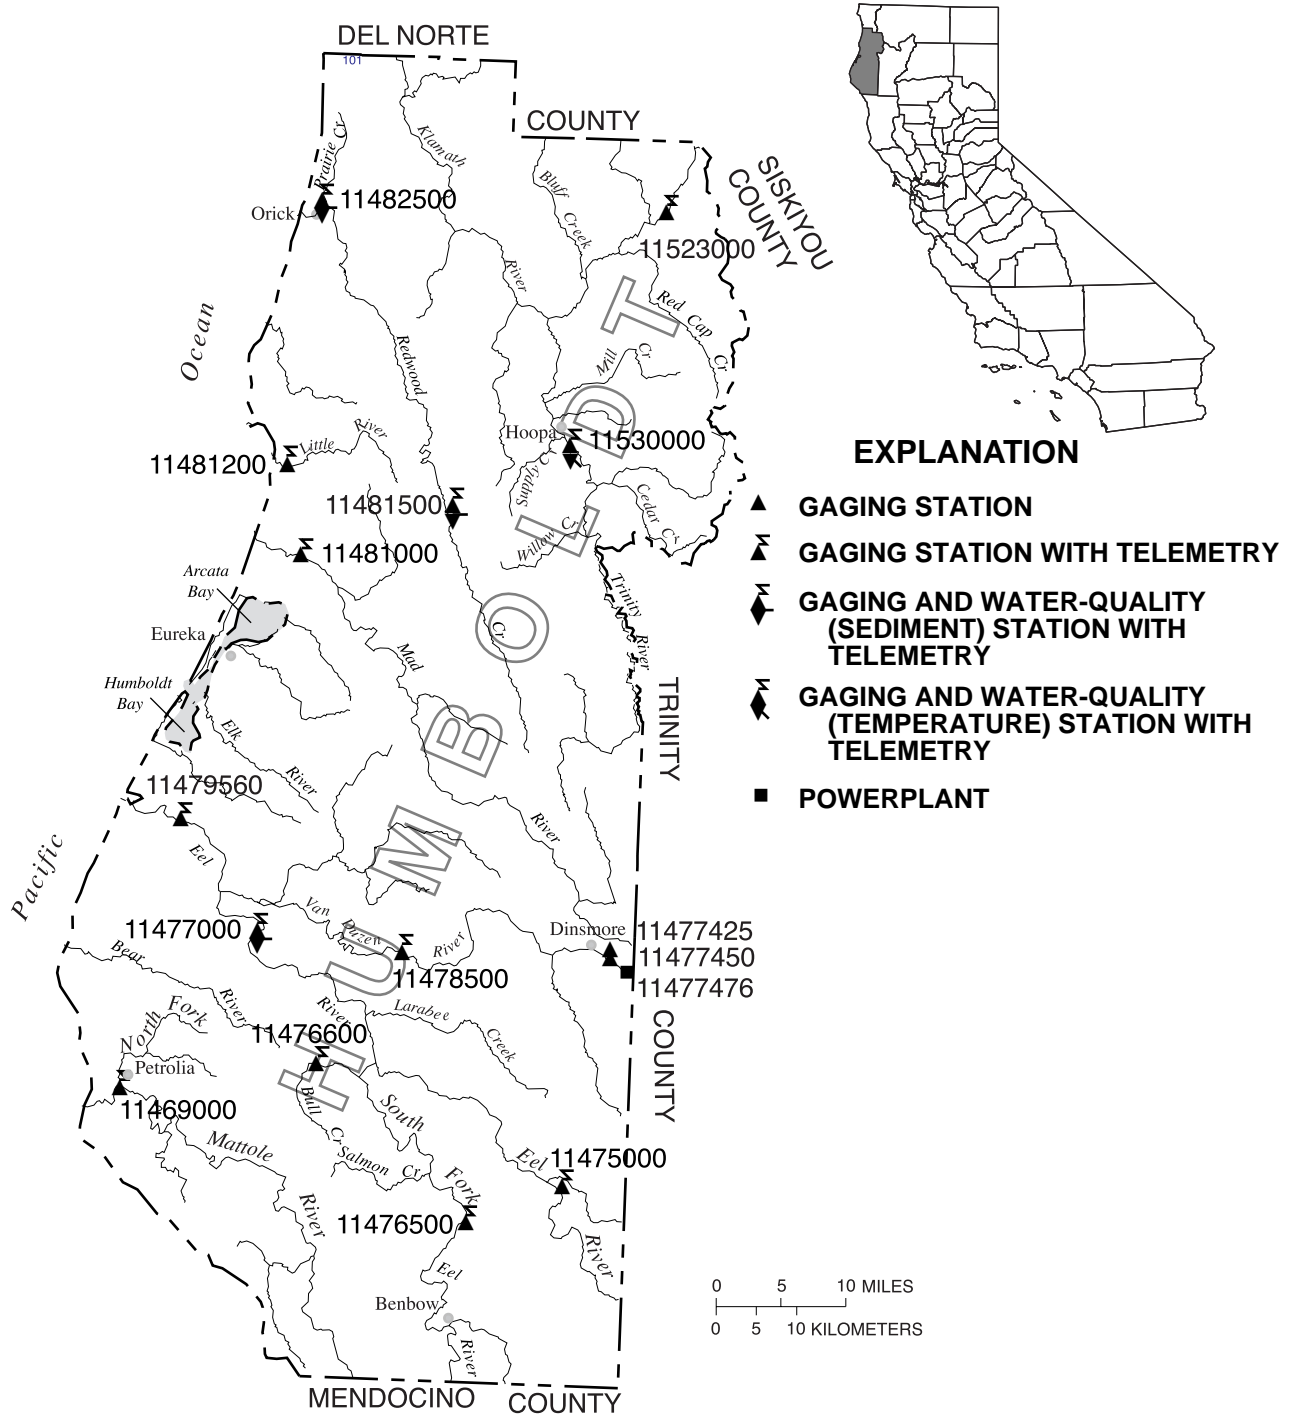 DEL NORTE
101
COUNTY
SISKIYOU
COUNTY
Prairie Cr
Klamath
Bluff Creek
11482500
Orick
11523000
River
Ocean
Red Cap Cr
Redwood
Mill Cr
Hoopa
11530000
Little River
11481200
Supply C
11481500
Cedar Cr
Willow Cr
11481000
Arcata
Bay
Trinity River
Eureka
Cr
Mad
Humboldt
Bay
TRINITY
Elk
River
11479560
River
Eel
Pacific
Van Duzen River
11477000
Dinsmore
11477425
11477450
11477476
11478500
Bear
River
North Fork
River
Larabee
Creek
11476600
COUNTY
Petrolia
11469000
Bull Cr
South
Mattole
Salmon Cr
Fork
Eel
11475000
River
11476500
River
Eel
Benbow
River
MENDOCINO COUNTY
HUMBOLDT
EXPLANATION
GAGING STATION
GAGING STATION WITH TELEMETRY
GAGING AND WATER-QUALITY
(SEDIMENT) STATION WITH
TELEMETRY
GAGING AND WATER-QUALITY
(TEMPERATURE) STATION WITH
TELEMETRY
POWERPLANT
0 5 10 MILES
0 5 10 KILOMETERS